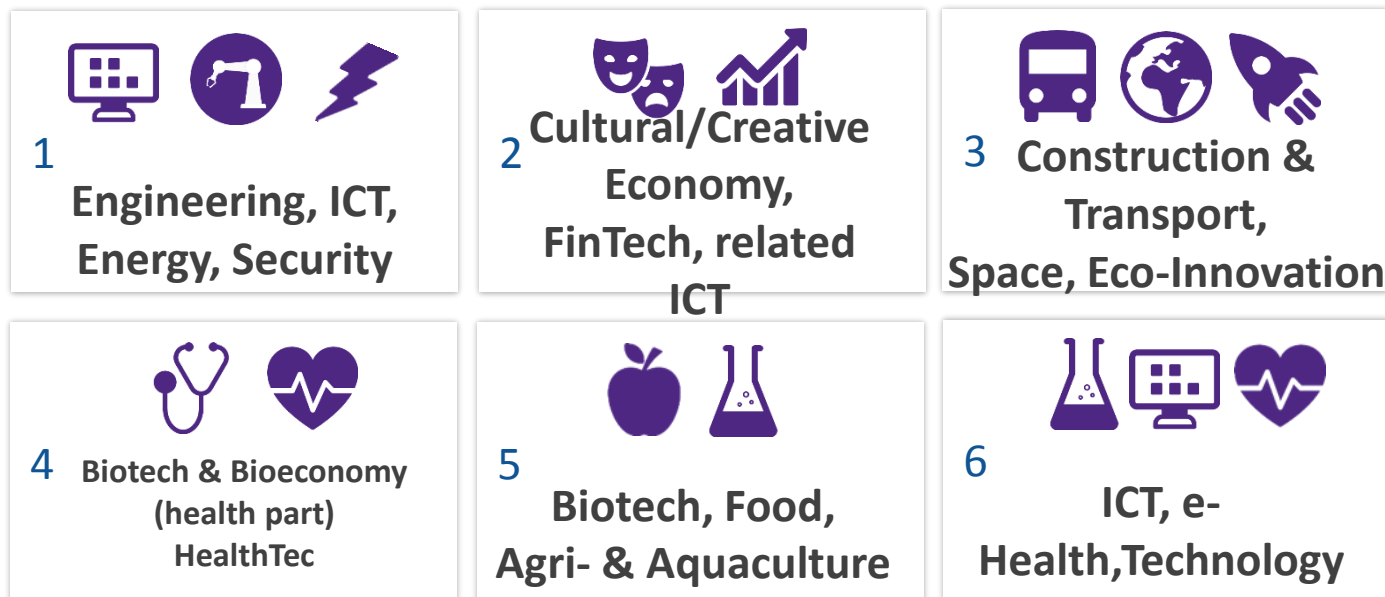 1
Engineering, ICT,
Energy, Security
2
Cultural/Creative
Economy,
FinTech, related
ICT
3
Construction &
Transport,
Space, Eco-Innovation
4
Biotech & Bioeconomy
(health part)
HealthTec
5
Biotech, Food,
Agri- & Aquaculture
6
ICT, e-
Health,Technology